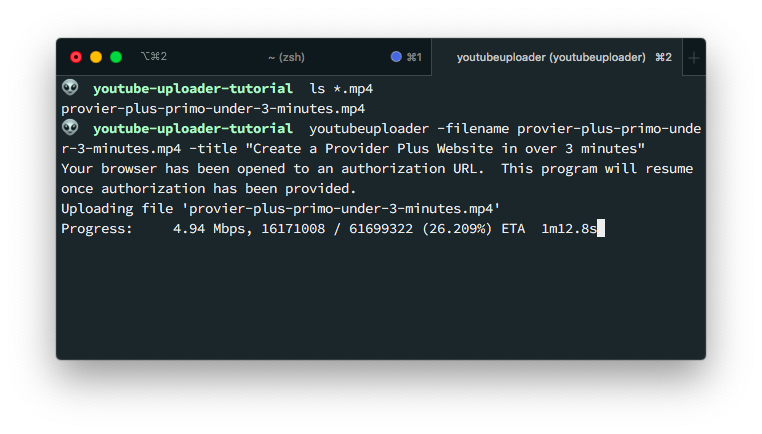 ⌥⌘2 ~ (zsh) ⌘1 youtubeuploader (youtubeuploader) ⌘2 +
youtube-uploader-tutorial ls *.mp4
provier-plus-primo-under-3-minutes.mp4
youtube-uploader-tutorial youtubeuploader -filename provier-plus-primo-unde
r-3-minutes.mp4 -title "Create a Provider Plus Website in over 3 minutes"
Your browser has been opened to an authorization URL.  This program will resume
once authorization has been provided.
Uploading file 'provier-plus-primo-under-3-minutes.mp4'
Progress:     4.94 Mbps, 16171008 / 61699322 (26.209%) ETA  1m12.8s